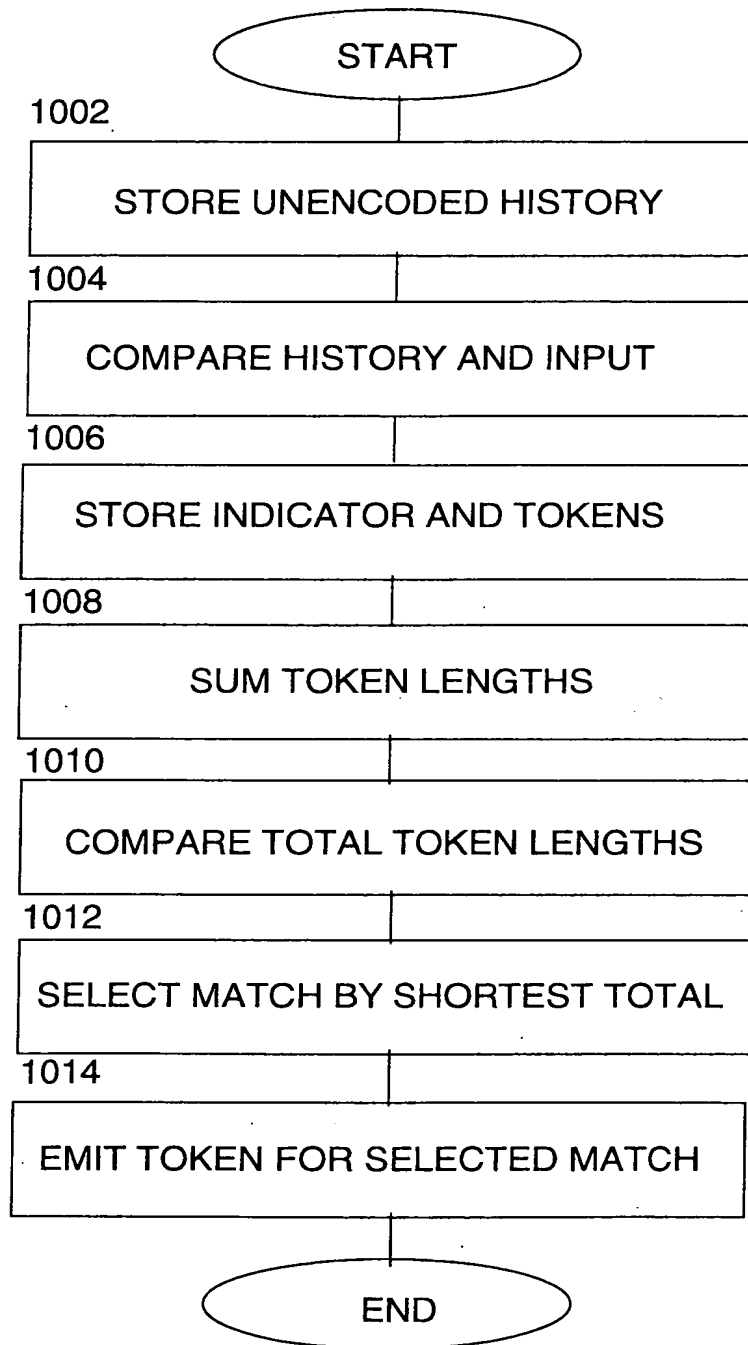 START
1002
STORE UNENCODED HISTORY
1004
COMPARE HISTORY AND INPUT
1006
STORE INDICATOR AND TOKENS
1008
SUM TOKEN LENGTHS
1010
COMPARE TOTAL TOKEN LENGTHS
1012
SELECT MATCH BY SHORTEST TOTAL
1014
EMIT TOKEN FOR SELECTED MATCH
END